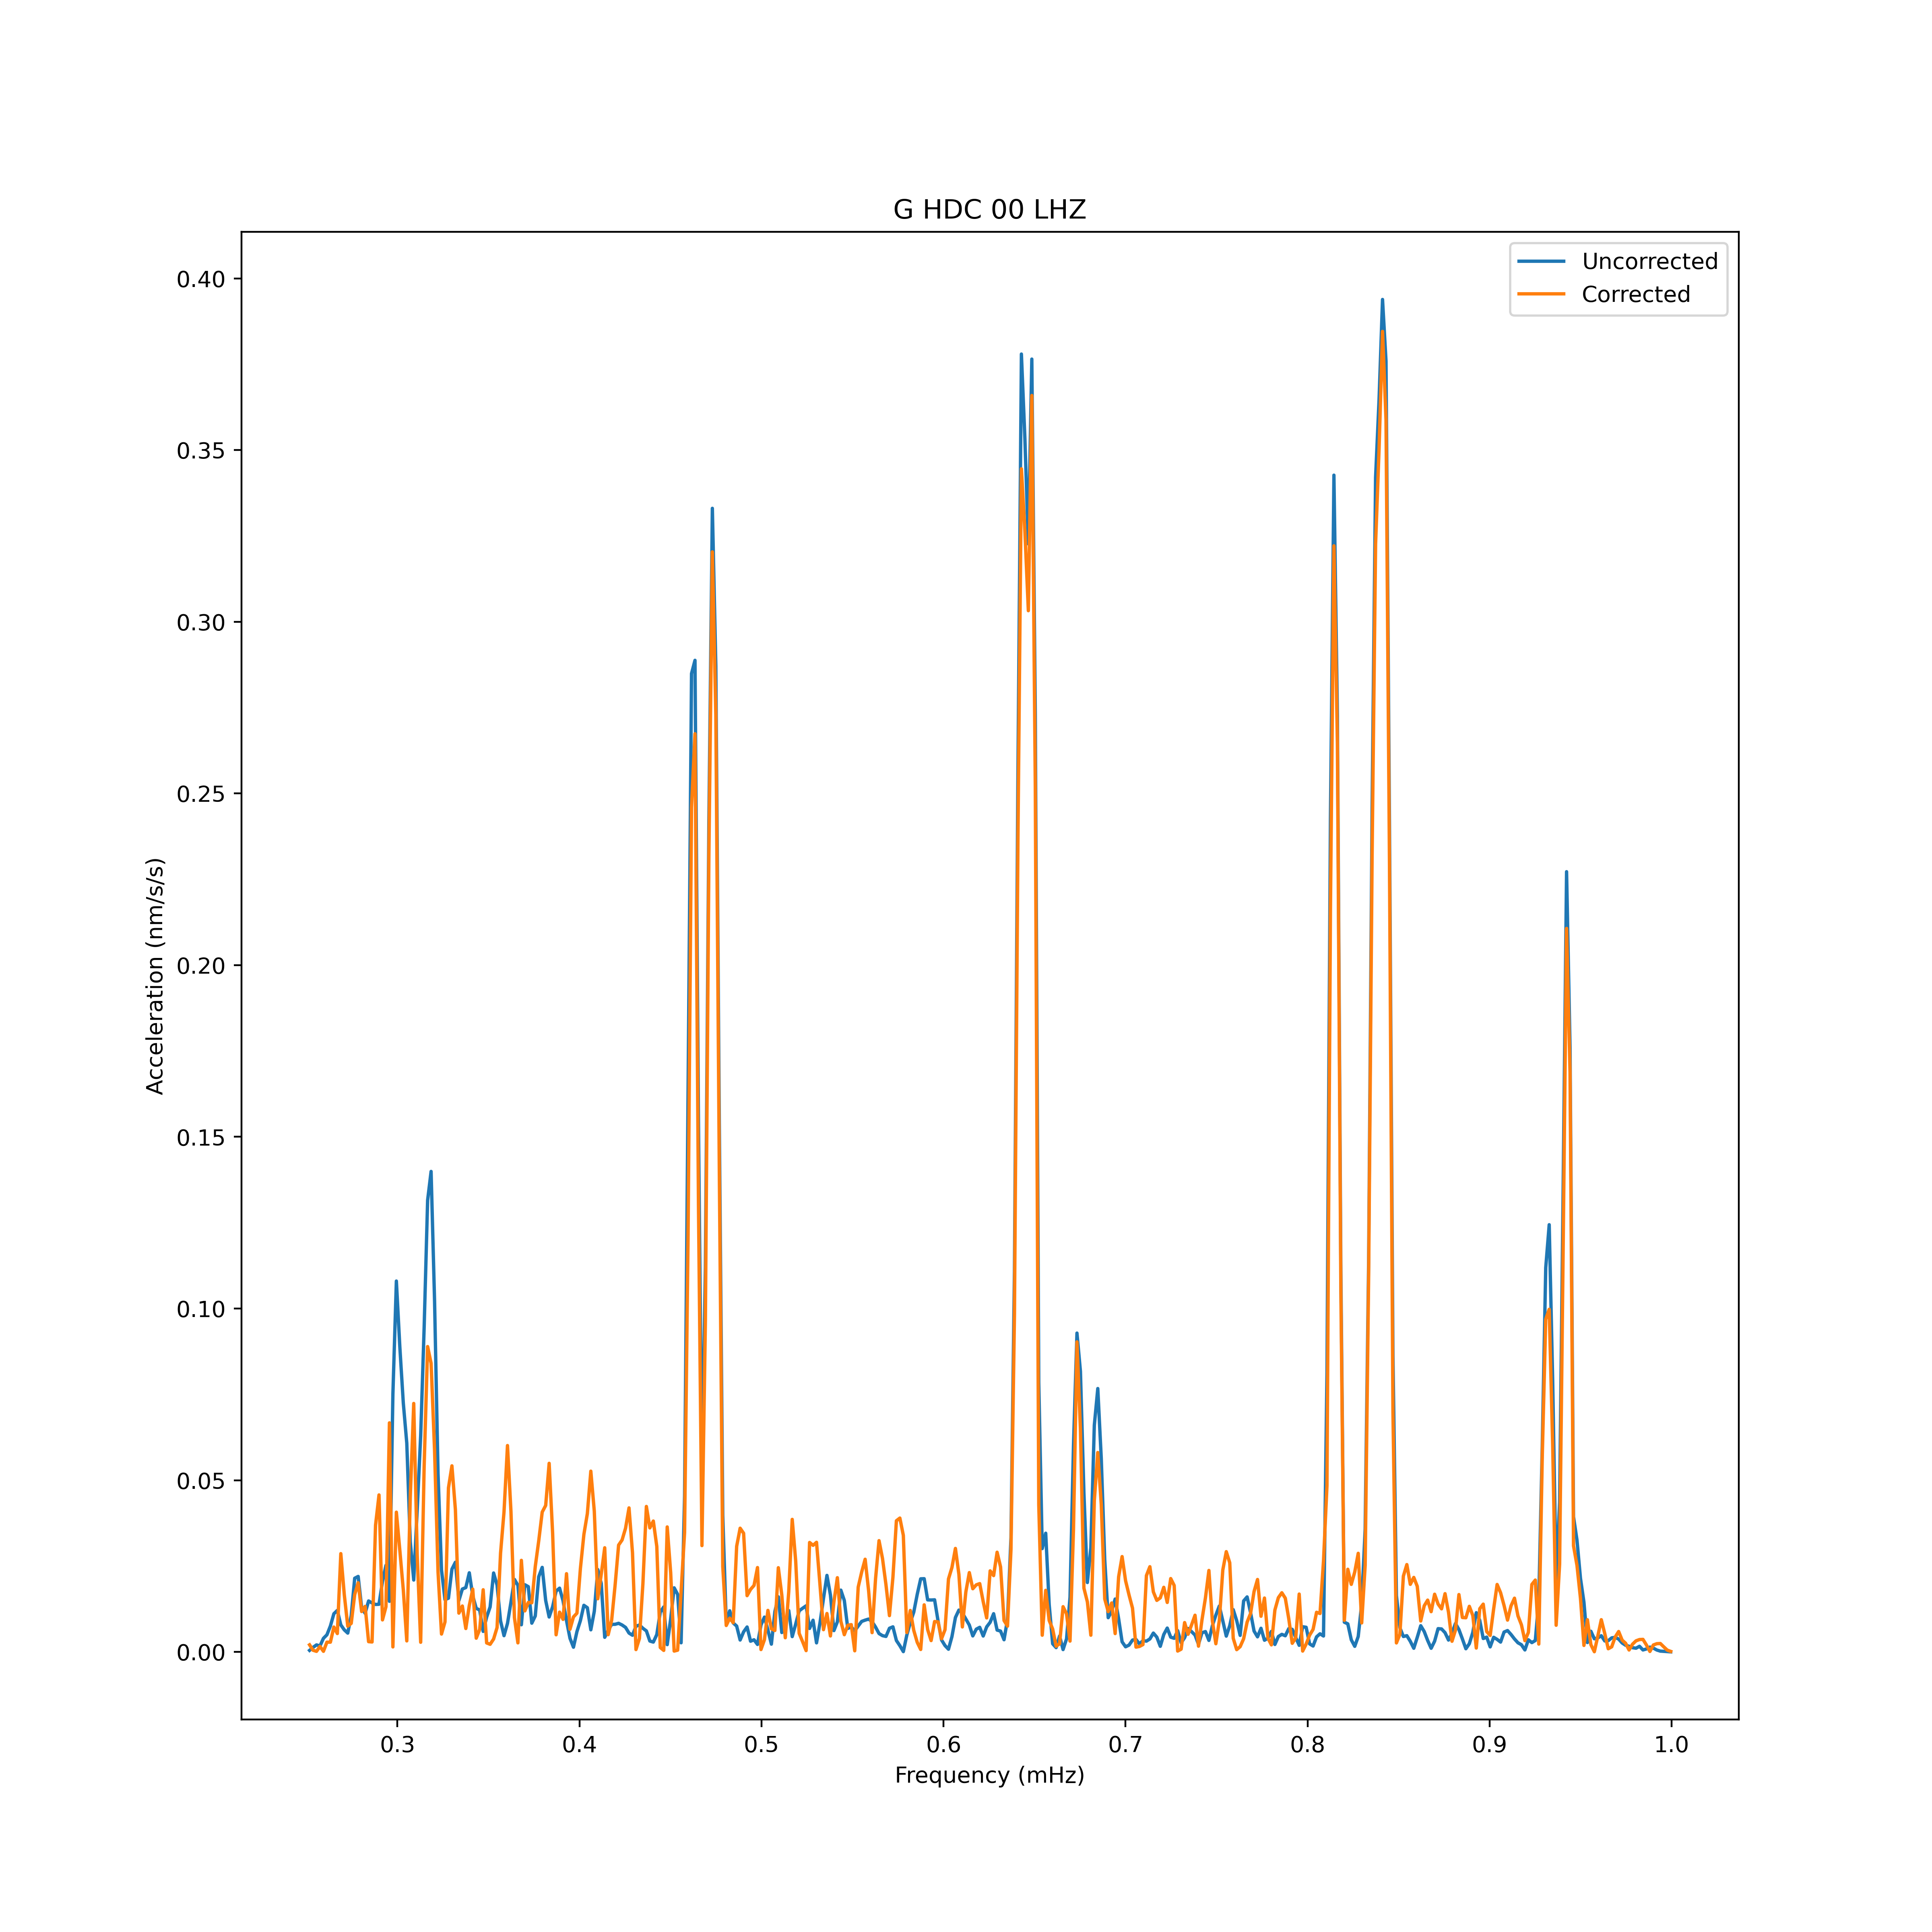 G HDC 00 LHZ
Uncorrected
Corrected
0.40
0.35
0.30
0.25
0.20
0.15
0.10
0.05
0.00
Acceleration (nm/s/s)
0.3 0.4 0.5 0.6 0.7 0.8 0.9 1.0
Frequency (mHz)